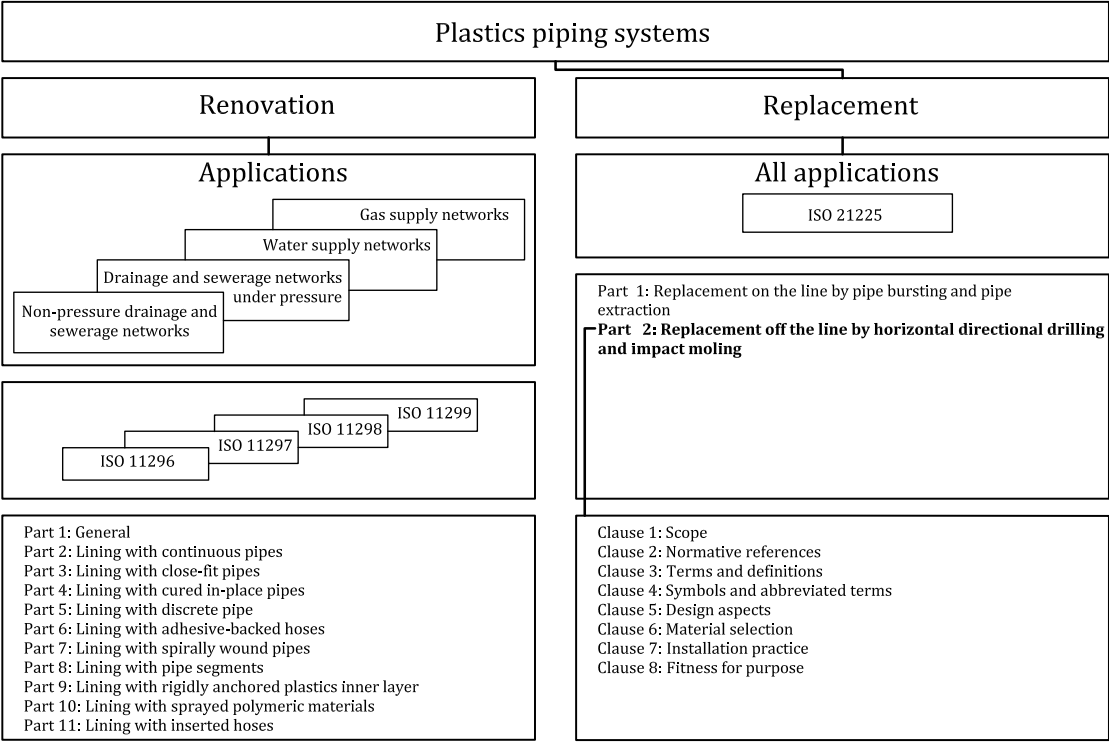 Plastics piping systems
Renovation
Applications
Gas supply networks
Water supply networks
Drainage and sewerage networks
under pressure
Non-pressure drainage and
sewerage networks
ISO 11299
ISO 11298
ISO 11297
ISO 11296
Part 1: General
Part 2: Lining with continuous pipes
Part 3: Lining with close-fit pipes
Part 4: Lining with cured in-place pipes
Part 5: Lining with discrete pipe
Part 6: Lining with adhesive-backed hoses
Part 7: Lining with spirally wound pipes
Part 8: Lining with pipe segments
Part 9: Lining with rigidly anchored plastics inner layer
Part 10: Lining with sprayed polymeric materials
Part 11: Lining with inserted hoses
Replacement
All applications
ISO 21225
Part 1: Replacement on the line by pipe bursting and pipe
extraction
Part 2: Replacement off the line by horizontal directional drilling
and impact moling
Clause 1: Scope
Clause 2: Normative references
Clause 3: Terms and definitions
Clause 4: Symbols and abbreviated terms
Clause 5: Design aspects
Clause 6: Material selection
Clause 7: Installation practice
Clause 8: Fitness for purpose